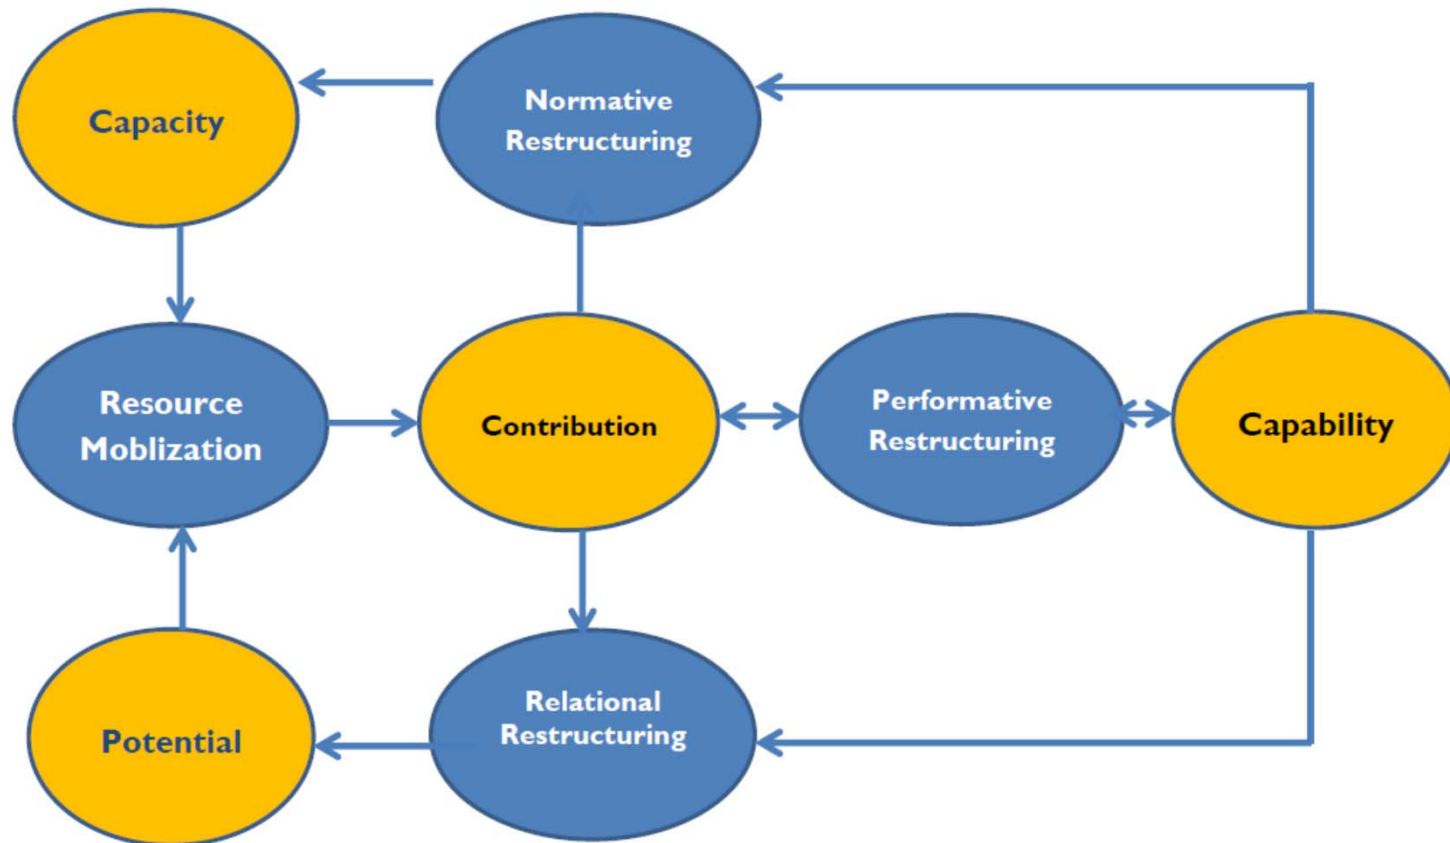 Capacity
Normative
Restructuring
Resource
Moblization
Contribution
Performative
Restructuring
Capability
Potential
Relational
Restructuring